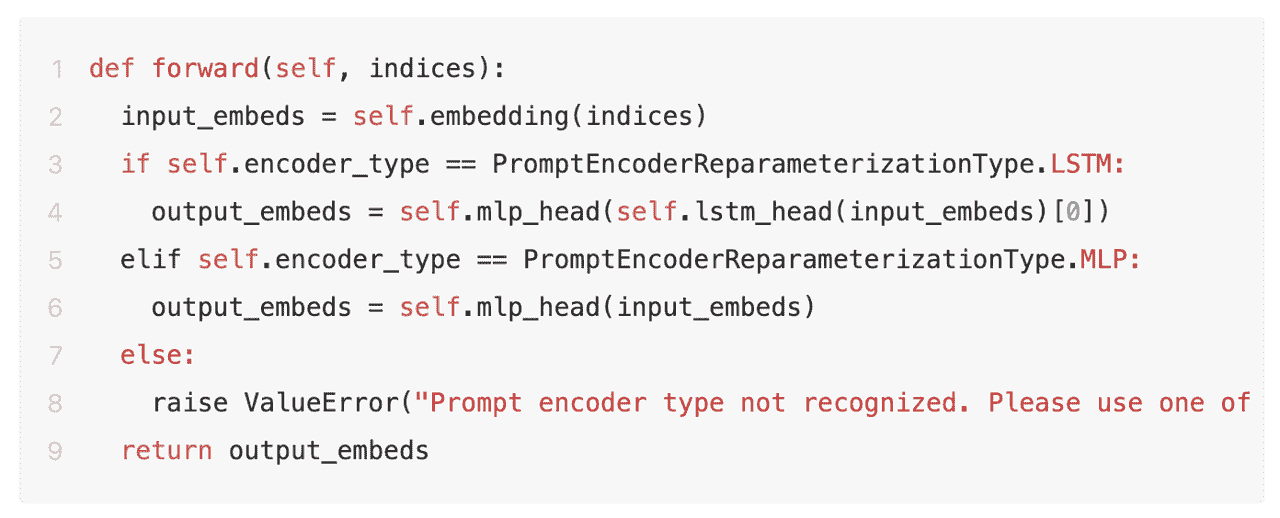 1 def forward(self, indices):
2 input_embeds = self.embedding(indices)
3 if self.encoder_type == PromptEncoderReparameterizationType.LSTM:
4 output_embeds = self.mlp_head(self.lstm_head(input_embeds)[0])
5 elif self.encoder_type == PromptEncoderReparameterizationType.MLP:
6 output_embeds = self.mlp_head(input_embeds)
7 else:
8 raise ValueError("Prompt encoder type not recognized. Please use one of
9 return output_embeds